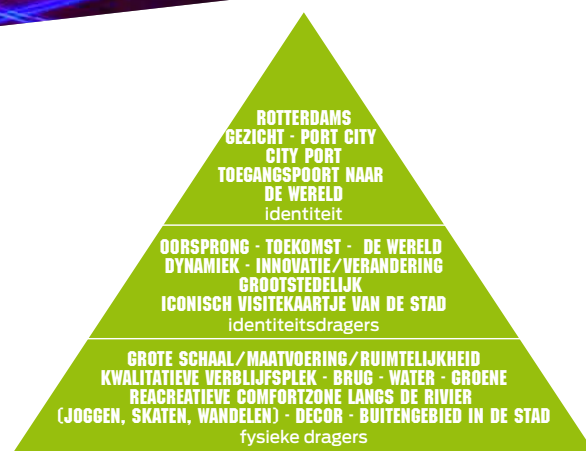 ROTTERDAMS
GEZICHT - PORT CITY
CITY PORT
TOEGANGSPOORT NAAR
DE WERELD
identiteit
OORSPRONG - TOEKOMST - DE WERELD
DYNAMIEK - INNOVATIE/VERANDERING
GROOTSTEDELIJK
ICONISCH VISITEKAARTJE VAN DE STAD
identiteitsdragers
GROTE SCHAAL/MAATVOERING/RUIMTELIJKHEID
KWALITATIEVE VERBLIJFSPLEK - BRUG - WATER - GROENE
REACREATIEVE COMFORTZONE LANGS DE RIVIER
(JOGGEN, SKATEN, WANDELEN) - DECOR - BUITENGEBIED IN DE STAD
fysieke dragers